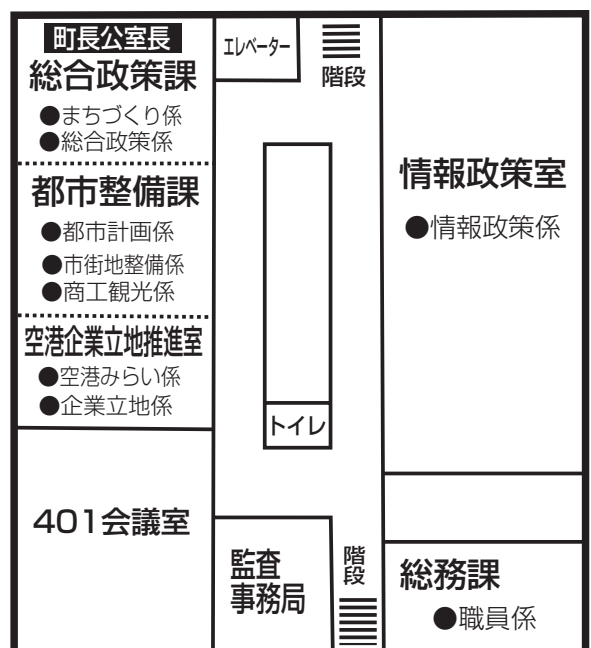 町長公室長
総合政策課
●まちづくり係
●総合政策係
都市整備課
●都市計画係
●市街地整備係
●商工観光係
空港企業立地推進室
●空港みらい係
●企業立地係
401会議室
エレベーター
階段
トイレ
監査
事務局
階段
情報政策室
●情報政策係
総務課
●職員係